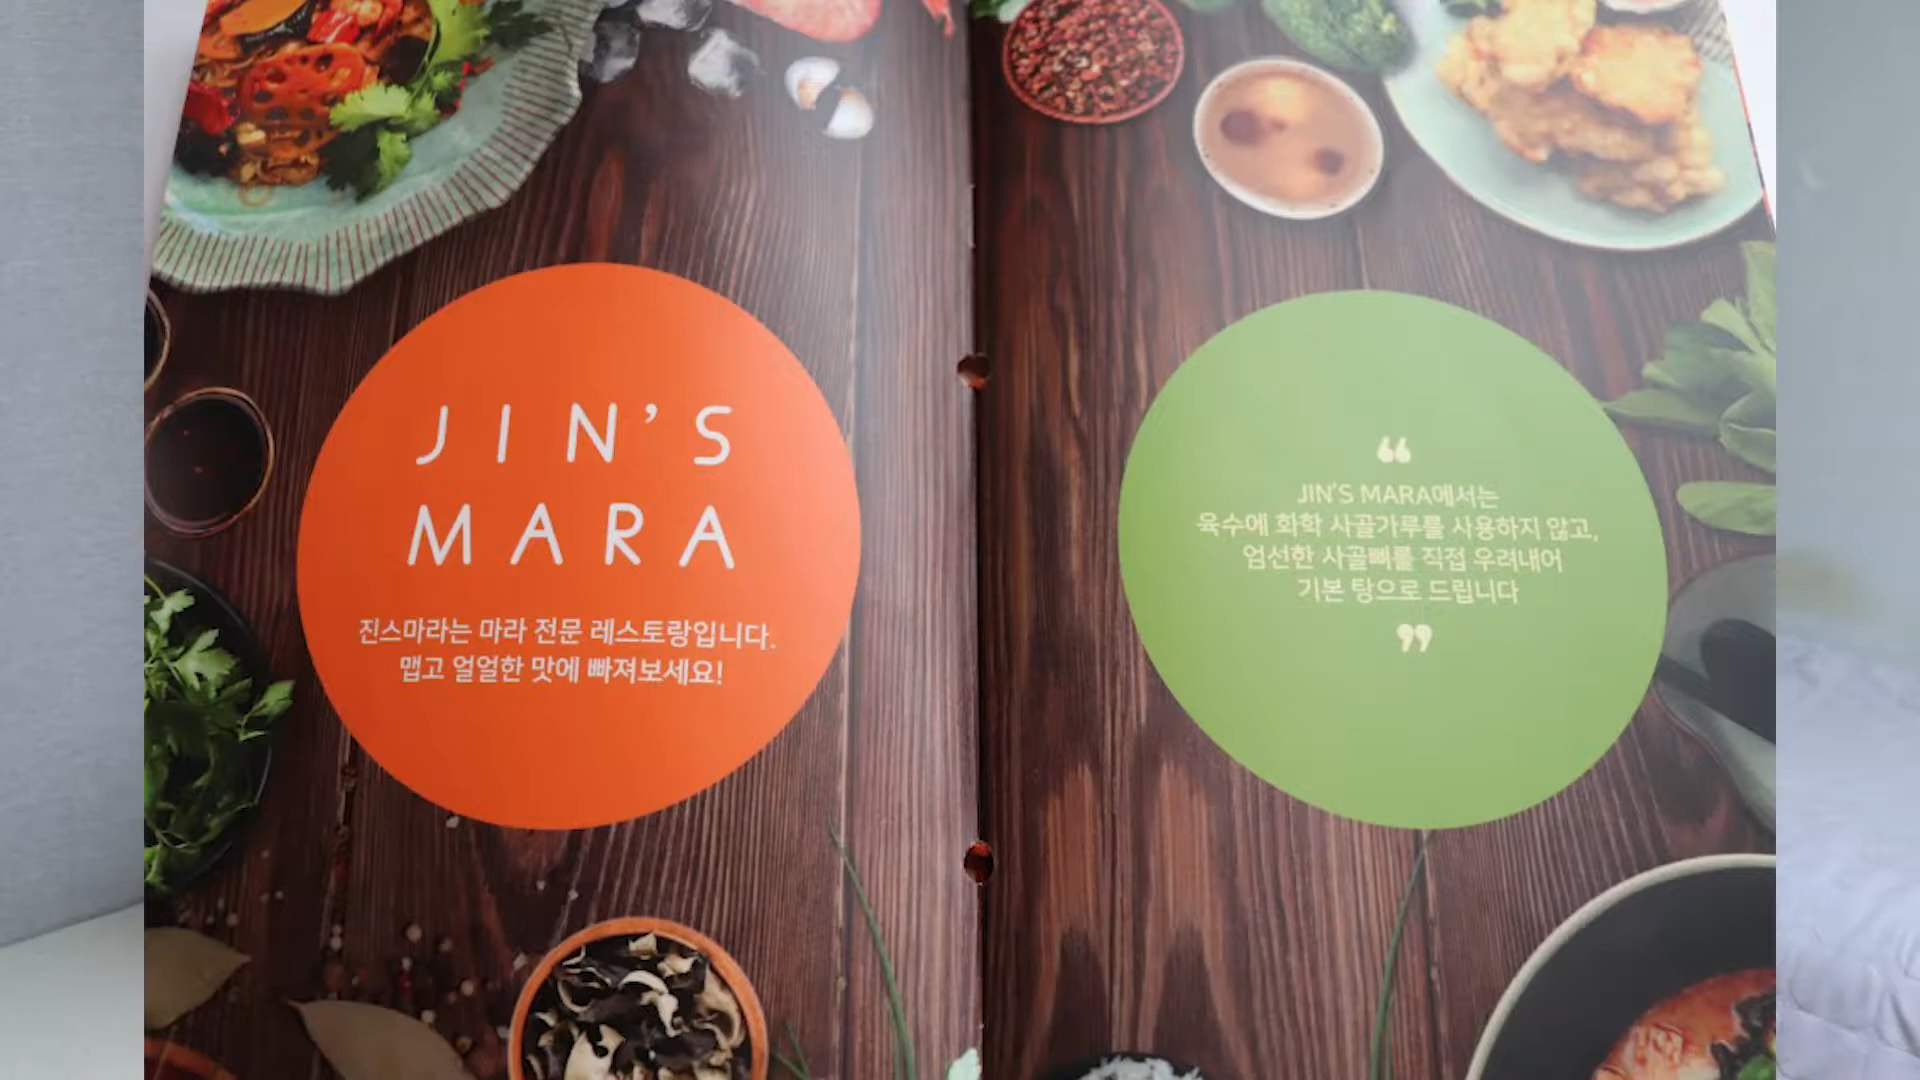 JIN'S
MARA
진스마라는 마라 전문 레스토랑입니다.
맵고 얼얼한 맛에 빠져보세요!
“
JIN'S MARA에서는
육수에 화학 사골가루를 사용하지 않고,
엄선한 사골뼈를 직접 우려내어
기본 탕으로 드립니다
”